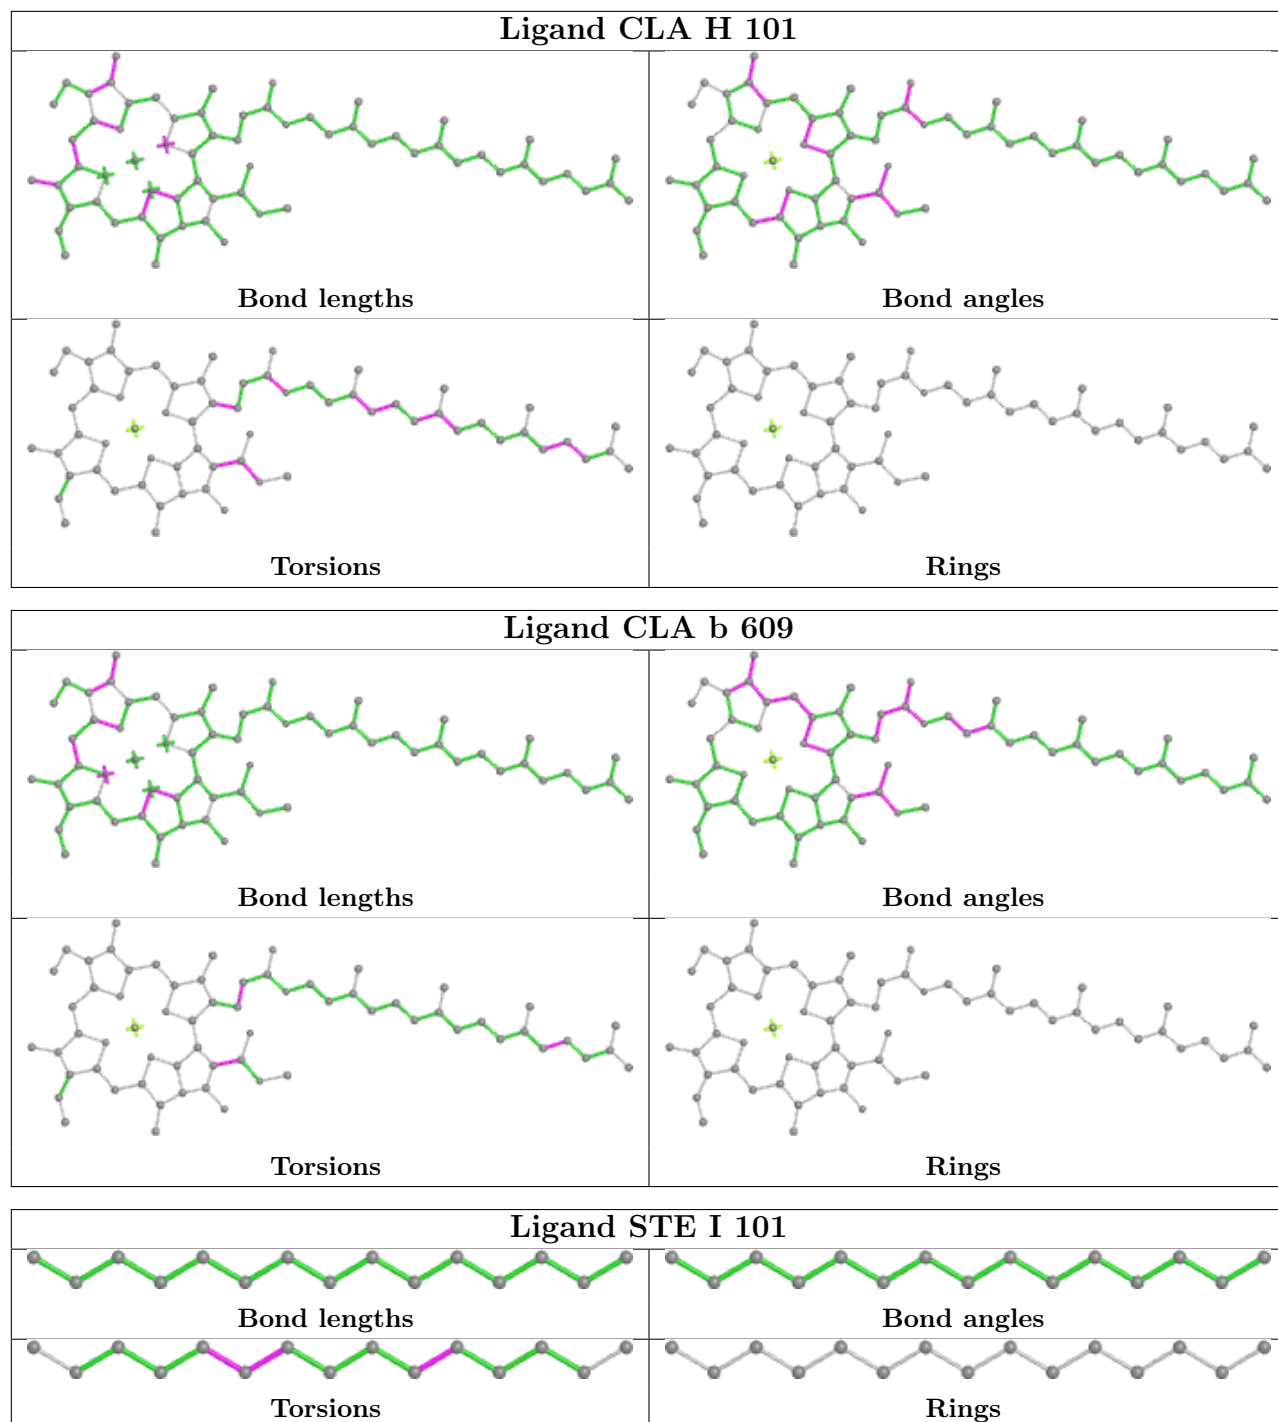 Ligand CLA H 101
Bond lengths
Bond angles
Torsions
Rings
Ligand CLA b 609
Bond lengths
Bond angles
Torsions
Rings
Ligand STE I 101
Bond lengths
Bond angles
Torsions
Rings